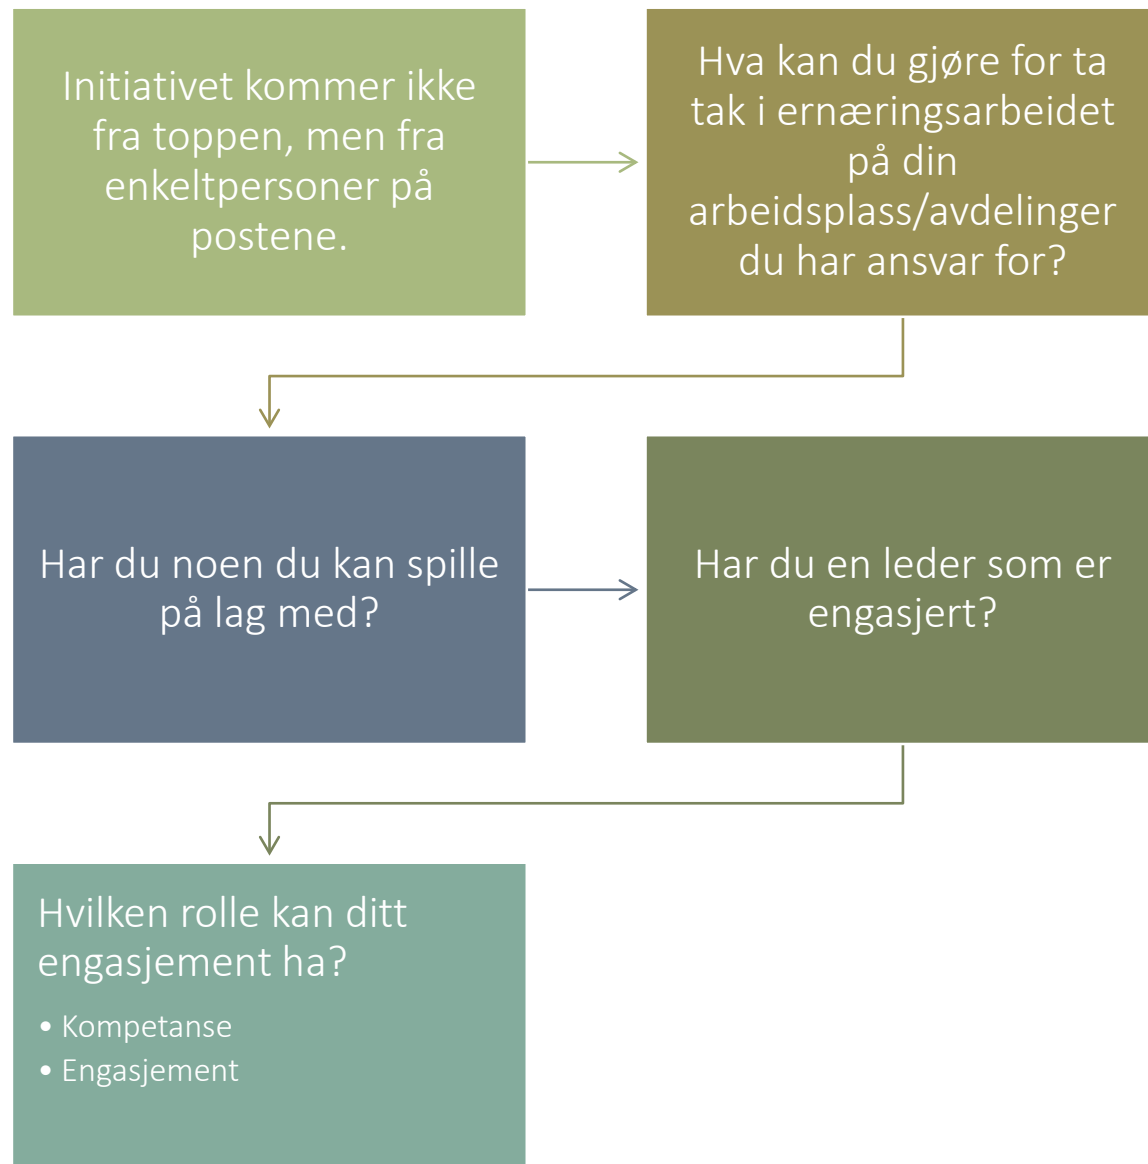 Initiativet kommer ikke
fra toppen, men fra
enkeltpersoner på
postene.
Hva kan du gjøre for ta
tak i ernæringsarbeidet
på din
arbeidsplass/avdelinger
du har ansvar for?
Har du noen du kan spille
på lag med?
Har du en leder som er
engasjert?
Hvilken rolle kan ditt
engasjement ha?
• Kompetanse
• Engasjement